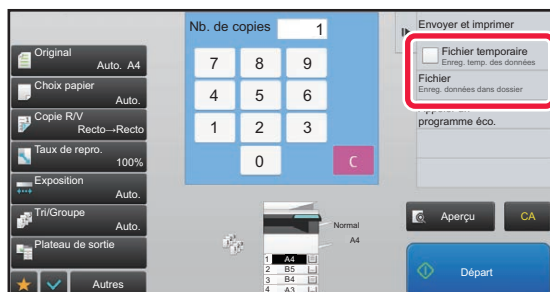 Nb. de copies 1
Original
Auto. A4
Choix papier
Auto.
Copie R/V
Recto→Recto
Taux de repro.
100%
Exposition
Auto.
Tri/Groupe
Auto.
Plateau de sortie
Autres
7 8 9
4 5 6
1 2 3
0 C
Normal
A4
1 A4
2 B5
3 B4
4 A3
Envoyer et imprimer
Fichier temporaire
Enreg. temp. des données
Fichier
Enreg. données dans dossier
programme éco.
Aperçu
CA
Départ